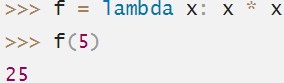 >>> f = lambda x: x * x
>>> f(5)
25